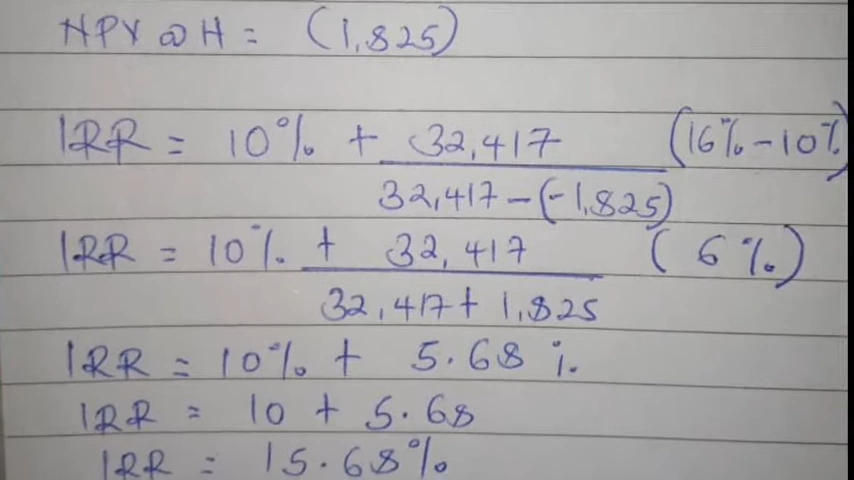 NPV @ H = (1,825)
IRR = 10% + 32,417 (16% - 10%)
32,417 - (-1,825)
IRR = 10% + 32,417 (6%)
32,417 + 1,825
IRR = 10% + 5.68%
IRR = 10 + 5.68
IRR = 15.68%